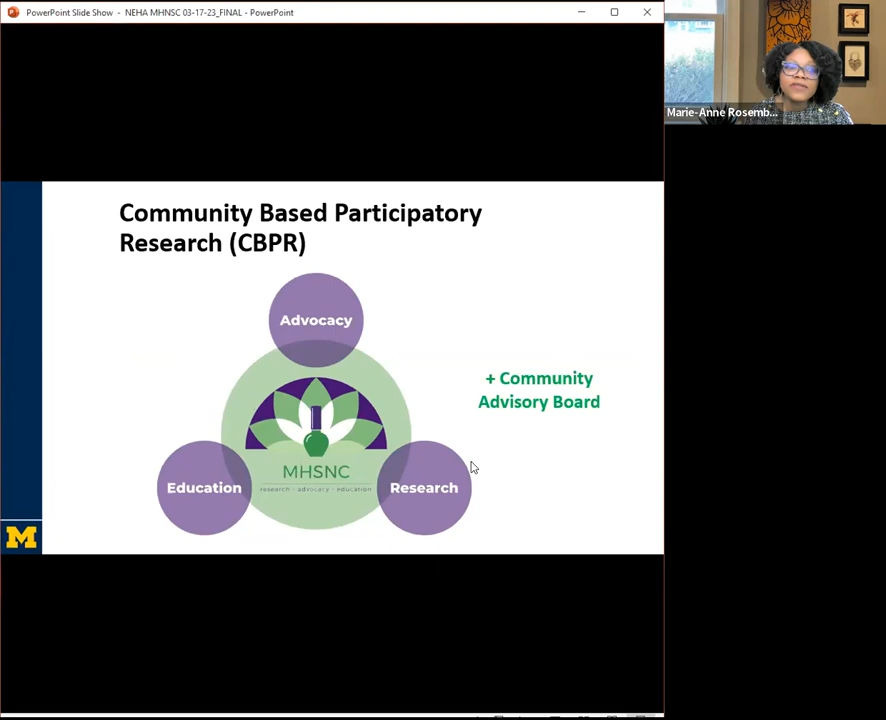 PowerPoint Slide Show - NEHA MHNSC 03-17-23_FINAL - PowerPoint
Marie-Anne Rosemb...
Community Based Participatory
Research (CBPR)
Advocacy
+ Community
Advisory Board
MHSNC
research - advocacy - education
Education
Research
M